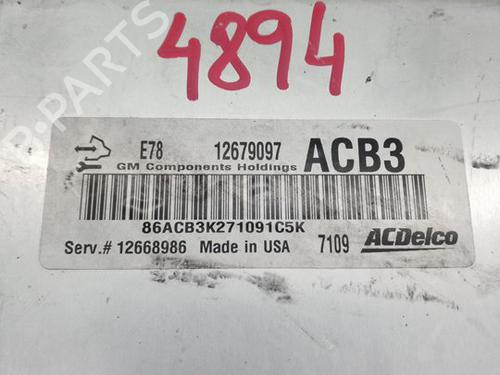 4894
E78 12679097 ACB3
GM Components Holdings
86ACB3K271091C5K
Serv.# 12668986 Made in USA 7109 ACDelco